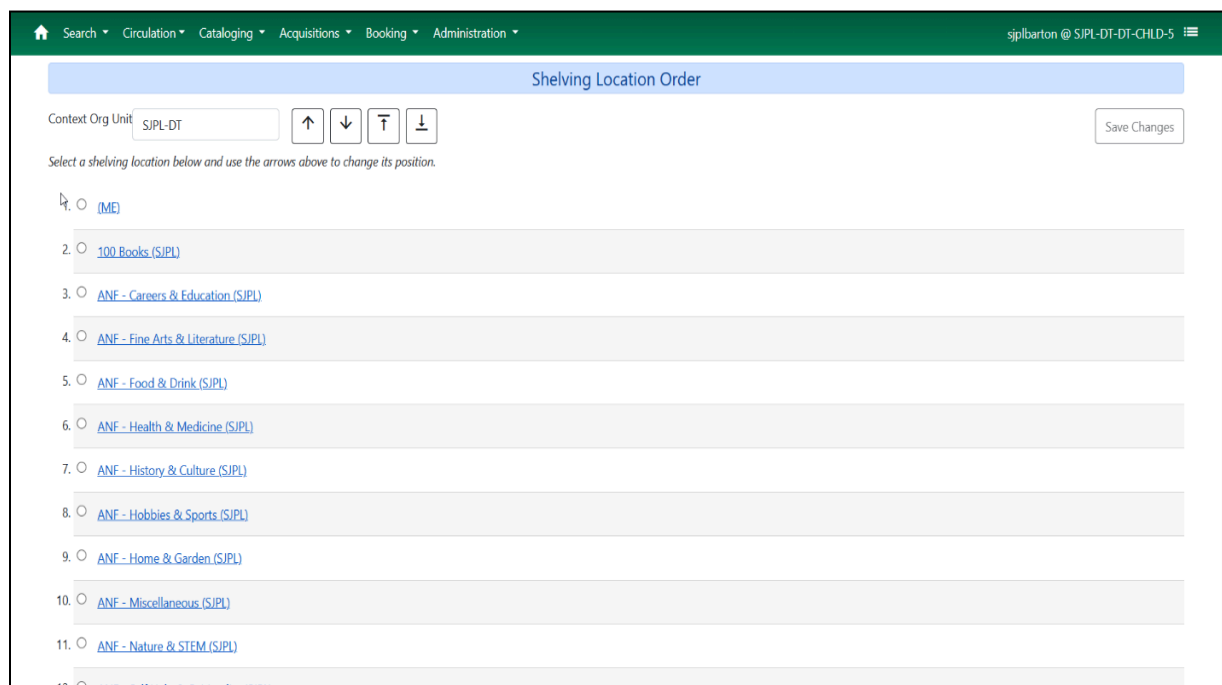 Search Circulation Cataloging Acquisitions Booking Administration sjplbarton @ SJPL-DT-DT-CHLD-5
Shelving Location Order
Context Org Unit SJPL-DT Save Changes
Select a shelving location below and use the arrows above to change its position.
1. (ME)
2. 100 Books (SJPL)
3. ANF - Careers & Education (SJPL)
4. ANF - Fine Arts & Literature (SJPL)
5. ANF - Food & Drink (SJPL)
6. ANF - Health & Medicine (SJPL)
7. ANF - History & Culture (SJPL)
8. ANF - Hobbies & Sports (SJPL)
9. ANF - Home & Garden (SJPL)
10. ANF - Miscellaneous (SJPL)
11. ANF - Nature & STEM (SJPL)